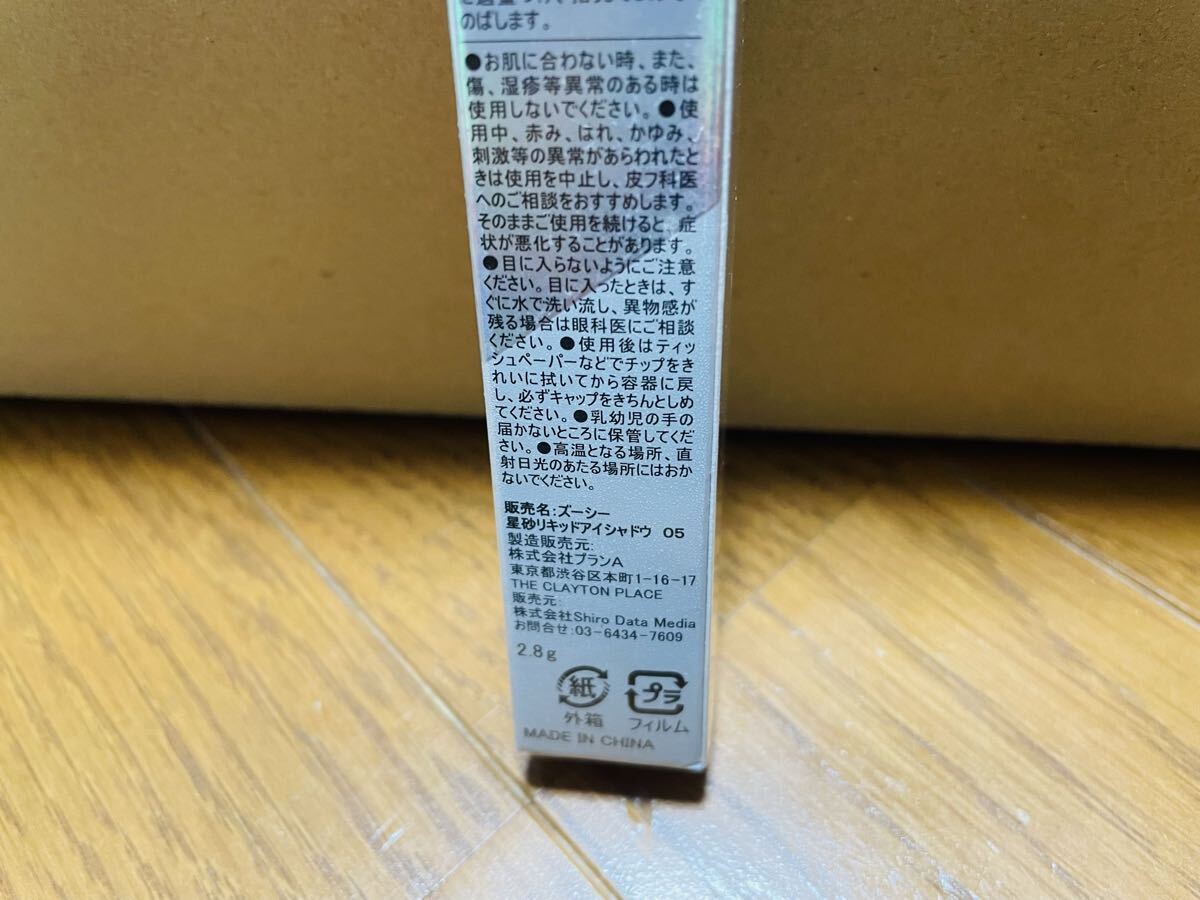 のばします。
●お肌に合わない時、また、
傷、湿疹等異常のある時は
使用しないでください。●使
用中、赤み、はれ、かゆみ、
刺激等の異常があらわれたと
きは使用を中止し、皮フ科医
へのご相談をおすすめします。
そのままご使用を続けると、症
状が悪化することがあります。
●目に入らないようにご注意
ください。目に入ったときは、す
ぐに水で洗い流し、異物感が
残る場合は眼科医にご相談
ください。●使用後はティッ
シュペーパーなどでチップをき
れいに拭いてから容器に戻
し、必ずキャップをきちんとしめ
てください。●乳幼児の手の
届かないところに保管してくだ
さい。●高温となる場所、直
射日光のあたる場所にはおか
ないでください。
販売名:ズーシー
星砂リキッドアイシャドウ 05
製造販売元:
株式会社プランA
東京都渋谷区本町1-16-17
THE CLAYTON PLACE
販売元:
株式会社Shiro Data Media
お問合せ:03-6434-7609
2.8g
紙 プラ
外箱 フィルム
MADE IN CHINA